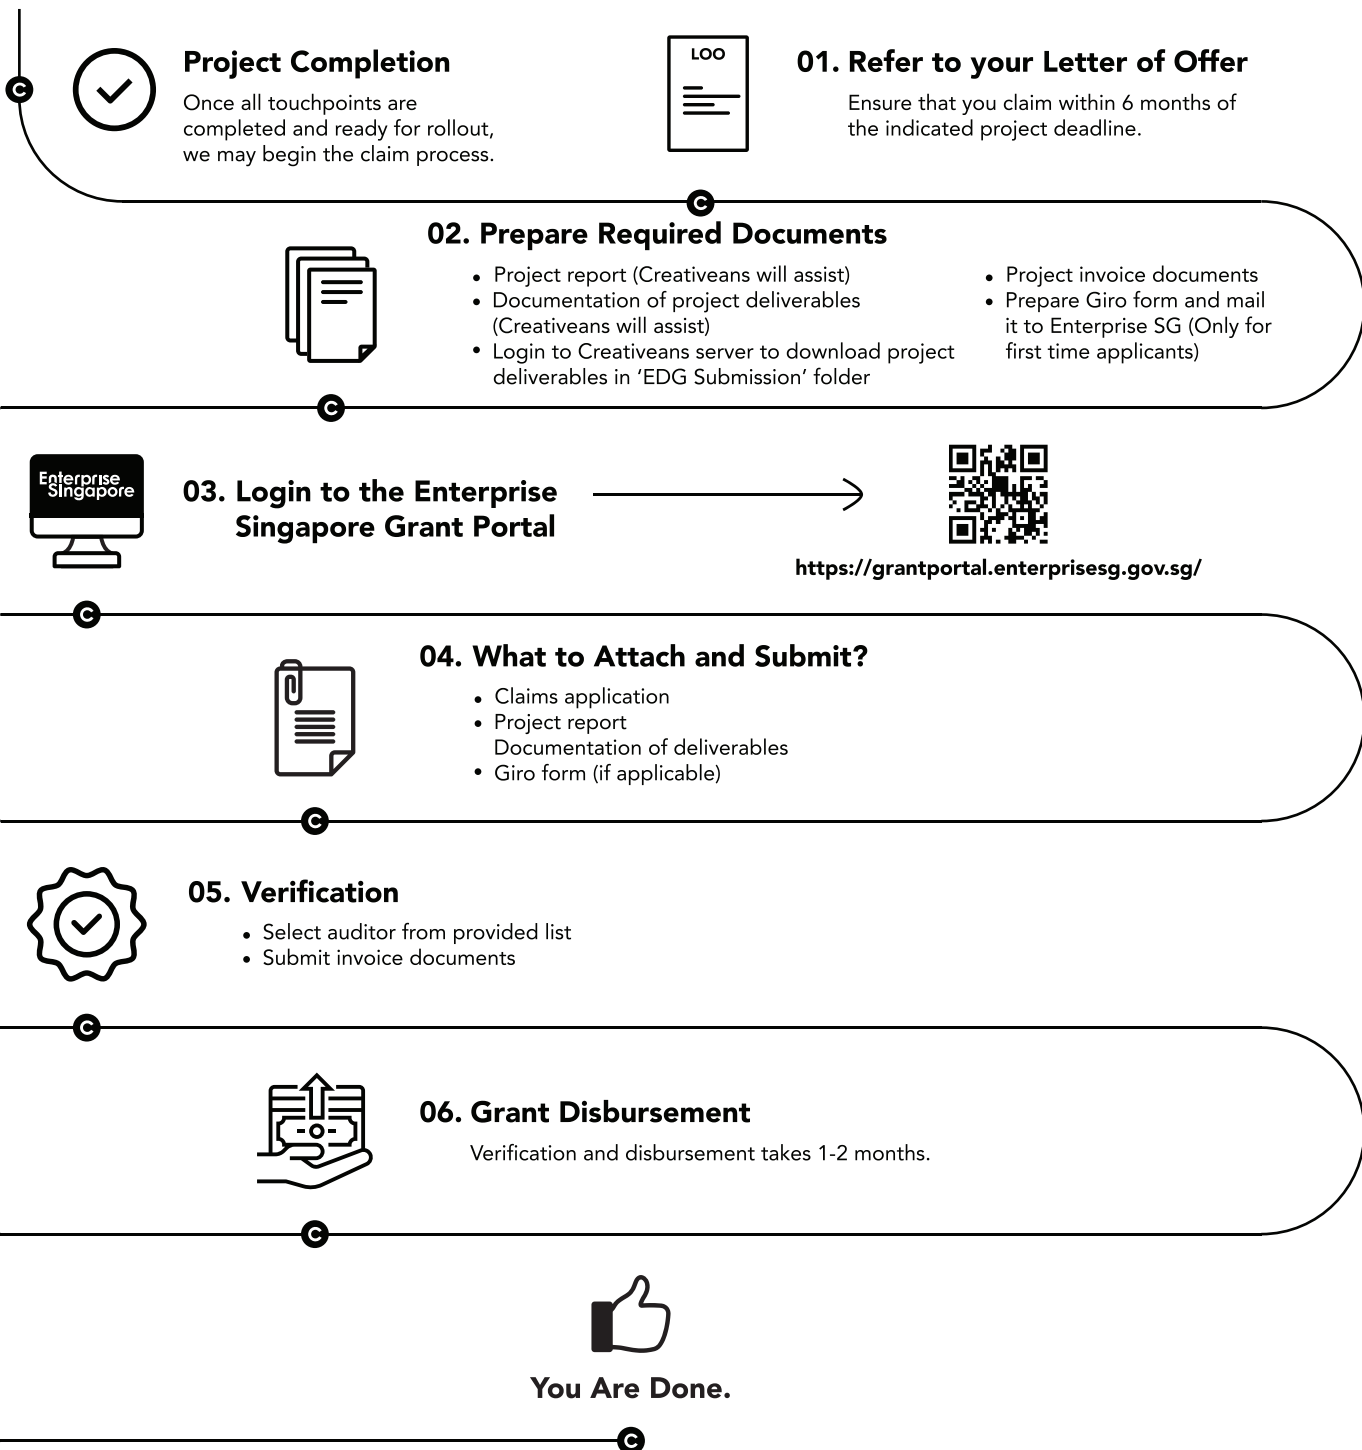 Project Completion
Once all touchpoints are
completed and ready for rollout,
we may begin the claim process.
LOO
01. Refer to your Letter of Offer
Ensure that you claim within 6 months of
the indicated project deadline.
C
C
02. Prepare Required Documents
• Project report (Creativeans will assist)
• Documentation of project deliverables
(Creativeans will assist)
• Login to Creativeans server to download project
deliverables in ‘EDG Submission’ folder
• Project invoice documents
• Prepare Giro form and mail
it to Enterprise SG (Only for
first time applicants)
C
Enterprise
Singapore
03. Login to the Enterprise
Singapore Grant Portal
https://grantportal.enterprisesg.gov.sg/
C
04. What to Attach and Submit?
• Claims application
• Project report
Documentation of deliverables
• Giro form (if applicable)
C
05. Verification
• Select auditor from provided list
• Submit invoice documents
C
06. Grant Disbursement
Verification and disbursement takes 1-2 months.
C
You Are Done.
C